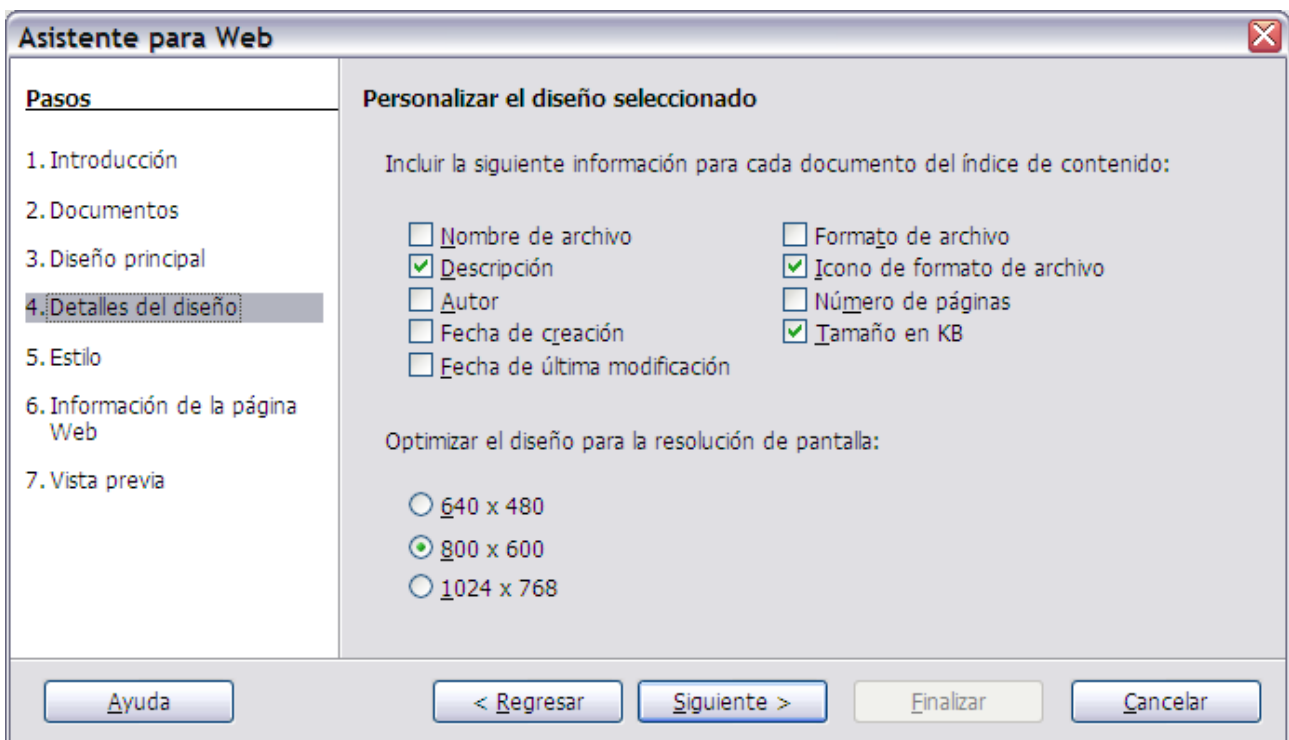 Asistente para Web
Pasos
1. Introducción
2. Documentos
3. Diseño principal
4. Detalles del diseño
5. Estilo
6. Información de la página
Web
7. Vista previa
Personalizar el diseño seleccionado
Incluir la siguiente información para cada documento del índice de contenido:
Nombre de archivo
Descripción
Autor
Fecha de creación
Fecha de última modificación
Formato de archivo
Icono de formato de archivo
Número de páginas
Tamaño en KB
Optimizar el diseño para la resolución de pantalla:
640 x 480
800 x 600
1024 x 768
Ayuda
< Regresar
Siguiente >
Finalizar
Cancelar